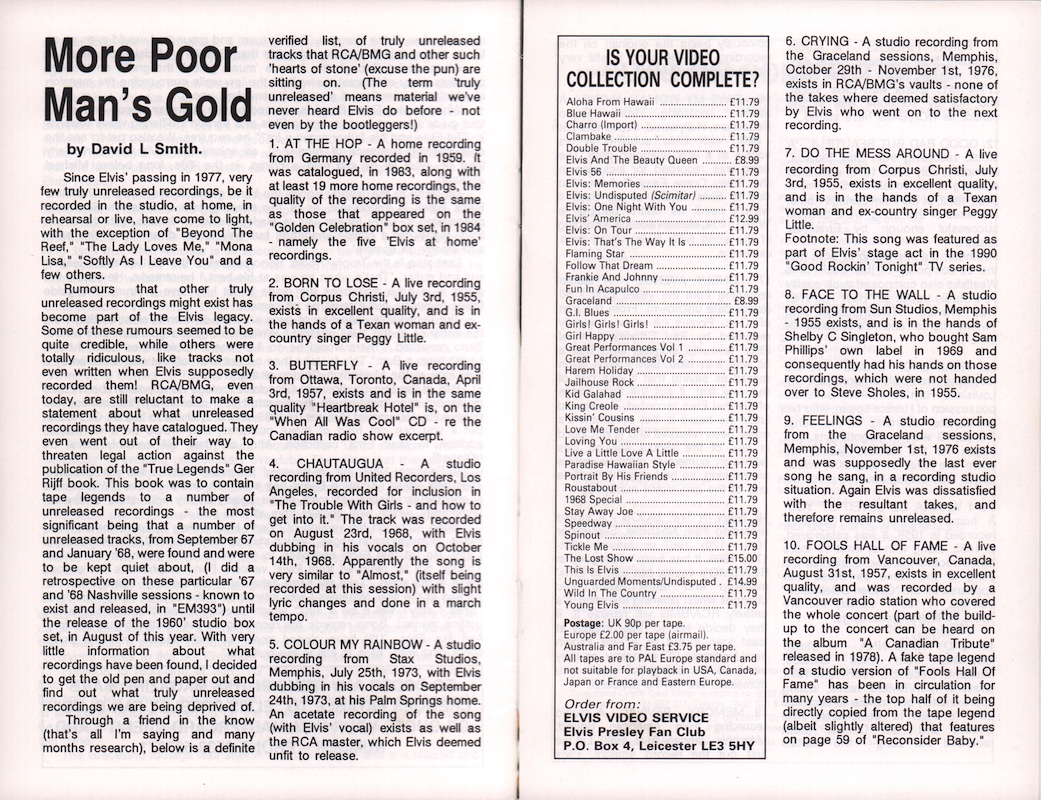 More Poor
Man's Gold
by David L Smith.
Since Elvis' passing in 1977, very
few truly unreleased recordings, be it
recorded in the studio, at home, in
rehearsal or live, have come to light,
with the exception of "Beyond The
Reef," "The Lady Loves Me," "Mona
Lisa," "Softly As I Leave You" and a
few others.
Rumours that other truly
unreleased recordings might exist has
become part of the Elvis legacy.
Some of these rumours seemed to be
quite credible, while others were
totally ridiculous, like tracks not
even written when Elvis supposedly
recorded them! RCA/BMG, even
today, are still reluctant to make a
statement about what unreleased
recordings they have catalogued. They
even went out of their way to
threaten legal action against the
publication of the "True Legends" Ger
Rijff book. This book was to contain
tape legends to a number of
unreleased recordings - the most
significant being that a number of
unreleased tracks, from September 67
and January '68, were found and were
to be kept quiet about, (I did a
retrospective on these particular '67
and '68 Nashville sessions - known to
exist and released, in "EM393") until
the release of the 1960' studio box
set, in August of this year. With very
little information about what
recordings have been found, I decided
to get the old pen and paper out and
find out what truly unreleased
recordings we are being deprived of.
Through a friend in the know
(that's all I'm saying and many
months research), below is a definite
verified list, of truly unreleased
tracks that RCA/BMG and other such
'hearts of stone' (excuse the pun) are
sitting on. (The term 'truly
unreleased' means material we've
never heard Elvis do before - not
even by the bootleggers!)
1. AT THE HOP - A home recording
from Germany recorded in 1959. It
was catalogued, in 1983, along with
at least 19 more home recordings, the
quality of the recording is the same
as those that appeared on the
"Golden Celebration" box set, in 1984
- namely the five 'Elvis at home'
recordings.
2. BORN TO LOSE - A live recording
from Corpus Christi, July 3rd, 1955,
exists in excellent quality, and is in
the hands of a Texan woman and ex-
country singer Peggy Little.
3. BUTTERFLY - A live recording
from Ottawa, Toronto, Canada, April
3rd, 1957, exists and is in the same
quality "Heartbreak Hotel" is, on the
"When All Was Cool" CD - re the
Canadian radio show excerpt.
4. CHAUTAUGUA - A studio
recording from United Recorders, Los
Angeles, recorded for inclusion in
"The Trouble With Girls - and how to
get into it." The track was recorded
on August 23rd, 1968, with Elvis
dubbing in his vocals on October
14th, 1968. Apparently the song is
very similar to "Almost," (itself being
recorded at this session) with slight
lyric changes and done in a march
tempo.
5. COLOUR MY RAINBOW - A studio
recording from Stax Studios,
Memphis, July 25th, 1973, with Elvis
dubbing in his vocals on September
24th, 1973, at his Palm Springs home.
An acetate recording of the song
(with Elvis' vocal) exists as well as
the RCA master, which Elvis deemed
unfit to release.
IS YOUR VIDEO
COLLECTION COMPLETE?
Aloha From Hawaii .................... £11.79
Blue Hawaii .................... £11.79
Charro (Import) .................... £11.79
Clambake .................... £11.79
Double Trouble .................... £11.79
Elvis And The Beauty Queen .......... £8.99
Elvis 56 .................... £11.79
Elvis: Memories .................... £11.79
Elvis: Undisputed (Scimitar) ......... £11.79
Elvis: One Night With You ............ £11.79
Elvis' America .................... £12.99
Elvis: On Tour .................... £11.79
Elvis: That's The Way It Is ............ £11.79
Flaming Star .................... £11.79
Follow That Dream .................... £11.79
Frankie And Johnny .................... £11.79
Fun In Acapulco .................... £11.79
Graceland .................... £8.99
G.I. Blues .................... £11.79
Girls! Girls! Girls! .................... £11.79
Girl Happy .................... £11.79
Great Performances Vol 1 ............ £11.79
Great Performances Vol 2 ............ £11.79
Harem Holiday .................... £11.79
Jailhouse Rock .................... £11.79
Kid Galahad .................... £11.79
King Creole .................... £11.79
Kissin' Cousins .................... £11.79
Love Me Tender .................... £11.79
Loving You .................... £11.79
Live a Little Love A Little .............. £11.79
Paradise Hawaiian Style .............. £11.79
Portrait By His Friends ................ £11.79
Roustabout .................... £11.79
1968 Special .................... £11.79
Stay Away Joe .................... £11.79
Speedway .................... £11.79
Spinout .................... £11.79
Tickle Me .................... £11.79
The Lost Show .................... £15.00
This Is Elvis .................... £11.79
Unguarded Moments/Undisputed . £14.99
Wild In The Country .................... £11.79
Young Elvis .................... £11.79
Postage: UK 90p per tape.
Europe £2.00 per tape (airmail).
Australia and Far East £3.75 per tape.
All tapes are to PAL Europe standard and
not suitable for playback in USA, Canada,
Japan or France and Eastern Europe.
Order from:
ELVIS VIDEO SERVICE
Elvis Presley Fan Club
P.O. Box 4, Leicester LE3 5HY
6. CRYING - A studio recording from
the Graceland sessions, Memphis,
October 29th - November 1st, 1976,
exists in RCA/BMG's vaults - none of
the takes where deemed satisfactory
by Elvis who went on to the next
recording.
7. DO THE MESS AROUND - A live
recording from Corpus Christi, July
3rd, 1955, exists in excellent quality,
and is in the hands of a Texan
woman and ex-country singer Peggy
Little.
Footnote: This song was featured as
part of Elvis' stage act in the 1990
"Good Rockin' Tonight" TV series.
8. FACE TO THE WALL - A studio
recording from Sun Studios, Memphis
- 1955 exists, and is in the hands of
Shelby C Singleton, who bought Sam
Phillips' own label in 1969 and
consequently had his hands on those
recordings, which were not handed
over to Steve Sholes, in 1955.
9. FEELINGS - A studio recording
from the Graceland sessions,
Memphis, November 1st, 1976 exists
and was supposedly the last ever
song he sang, in a recording studio
situation. Again Elvis was dissatisfied
with the resultant takes, and
therefore remains unreleased.
10. FOOLS HALL OF FAME - A live
recording from Vancouver, Canada,
August 31st, 1957, exists in excellent
quality, and was recorded by a
Vancouver radio station who covered
the whole concert (part of the build-
up to the concert can be heard on
the album "A Canadian Tribute"
released in 1978). A fake tape legend
of a studio version of "Fools Hall Of
Fame" has been in circulation for
many years - the top half of it being
directly copied from the tape legend
(albeit slightly altered) that features
on page 59 of "Reconsider Baby."